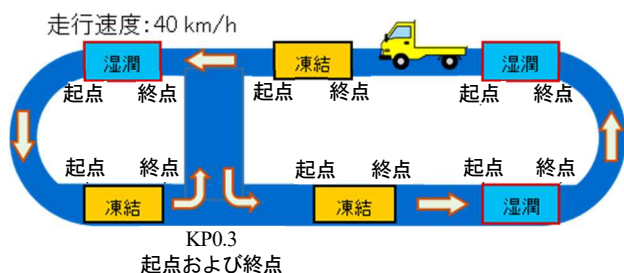 走行速度：40 km/h
湿潤
凍結
湿潤
起点 終点
起点 終点
起点 終点
起点 終点
起点 終点
起点 終点
凍結
凍結
湿潤
KP0.3
起点および終点